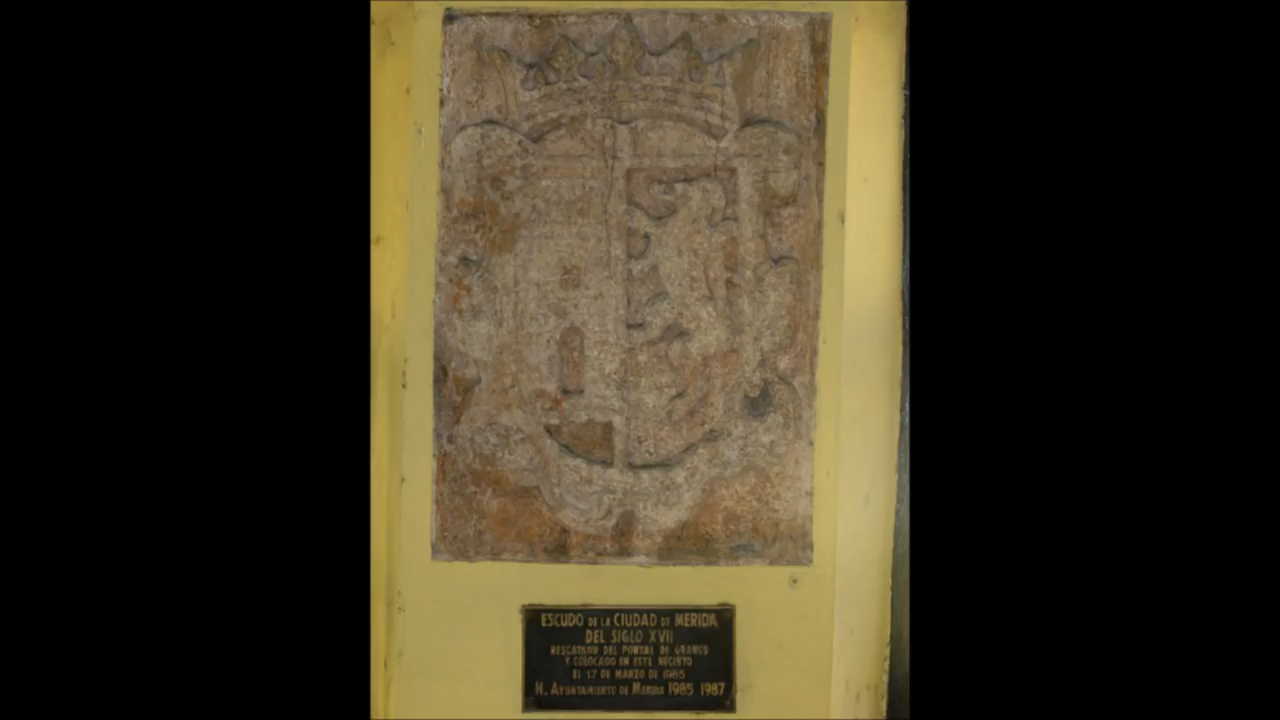 ESCUDO DE LA CIUDAD DE MERIDA
DEL SIGLO XVII
RESCATADO DEL PORTAL DE GRANOS
Y COLOCADO EN ESTE RECINTO
EL 17 DE MARZO DE 1985
H. AYUNTAMIENTO DE MERIDA 1985 1987